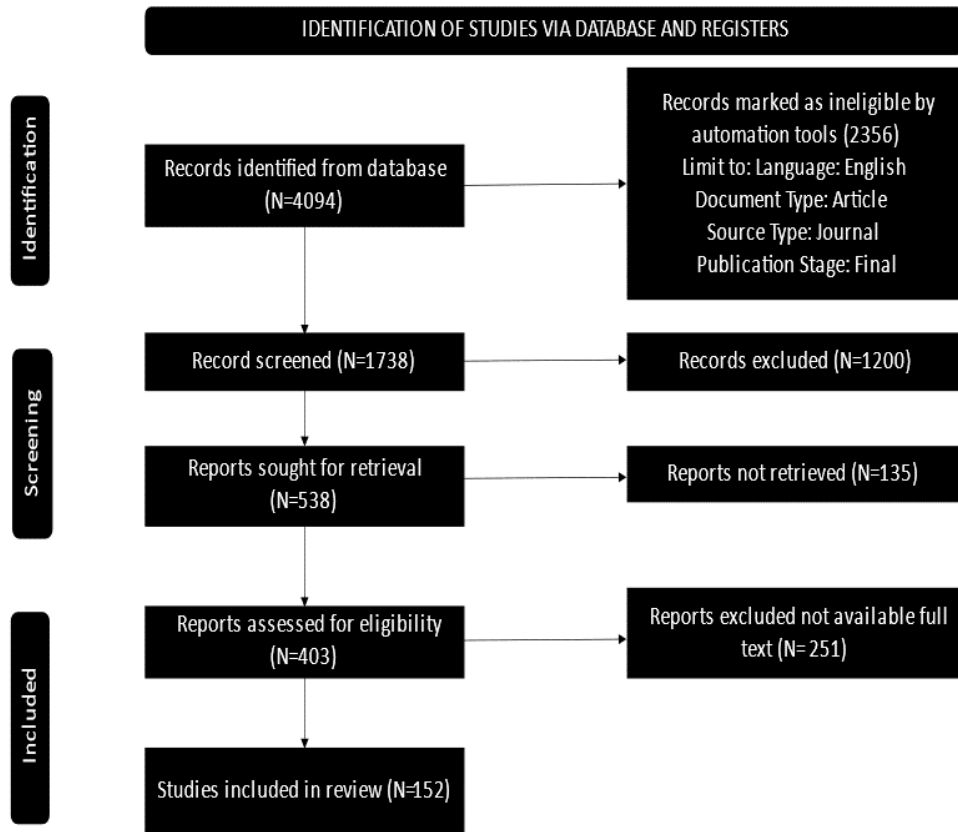 IDENTIFICATION OF STUDIES VIA DATABASE AND REGISTERS
Identification
Records identified from database
(N=4094)
Records marked as ineligible by
automation tools (2356)
Limit to: Language: English
Document Type: Article
Source Type: Journal
Publication Stage: Final
Screening
Record screened (N=1738)
Records excluded (N=1200)
Reports sought for retrieval
(N=538)
Reports not retrieved (N=135)
Included
Reports assessed for eligibility
(N=403)
Reports excluded not available full
text (N= 251)
Studies included in review (N=152)